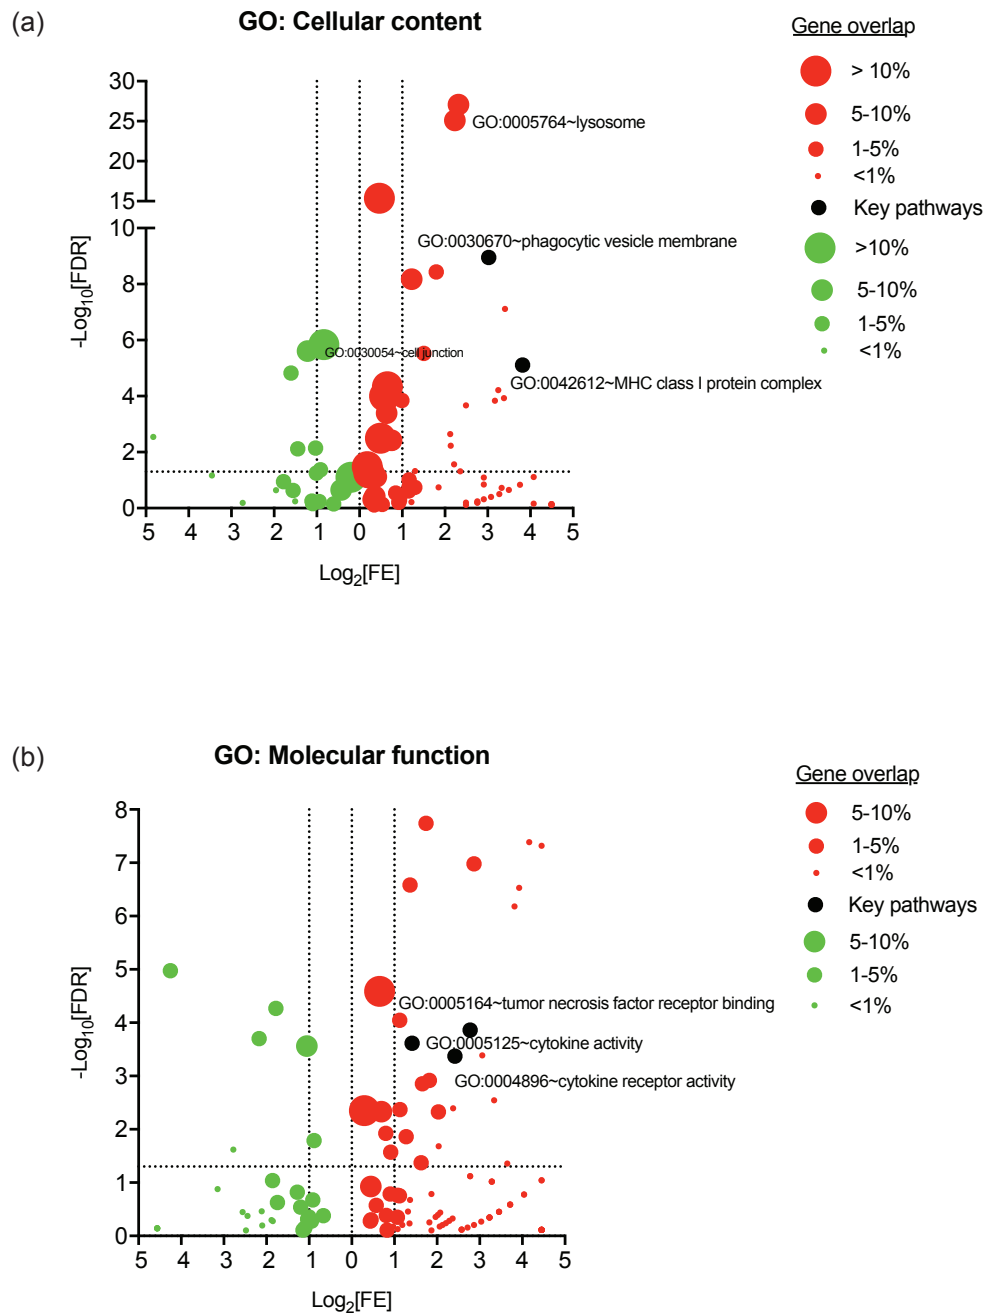 (a)
GO: Cellular content
Gene overlap
> 10%
5-10%
1-5%
<1%
Key pathways
>10%
5-10%
1-5%
<1%
30
25
20
15
10
8
6
4
2
0
-Log10[FDR]
GO:0005764~lysosome
GO:0030670~phagocytic vesicle membrane
GO:0030054~cell junction
GO:0042612~MHC class I protein complex
5 4 3 2 1 0 1 2 3 4 5
Log2[FE]
(b)
GO: Molecular function
Gene overlap
5-10%
1-5%
<1%
Key pathways
5-10%
1-5%
<1%
8
7
6
5
4
3
2
1
0
-Log10[FDR]
GO:0005164~tumor necrosis factor receptor binding
GO:0005125~cytokine activity
GO:0004896~cytokine receptor activity
5 4 3 2 1 0 1 2 3 4 5
Log2[FE]